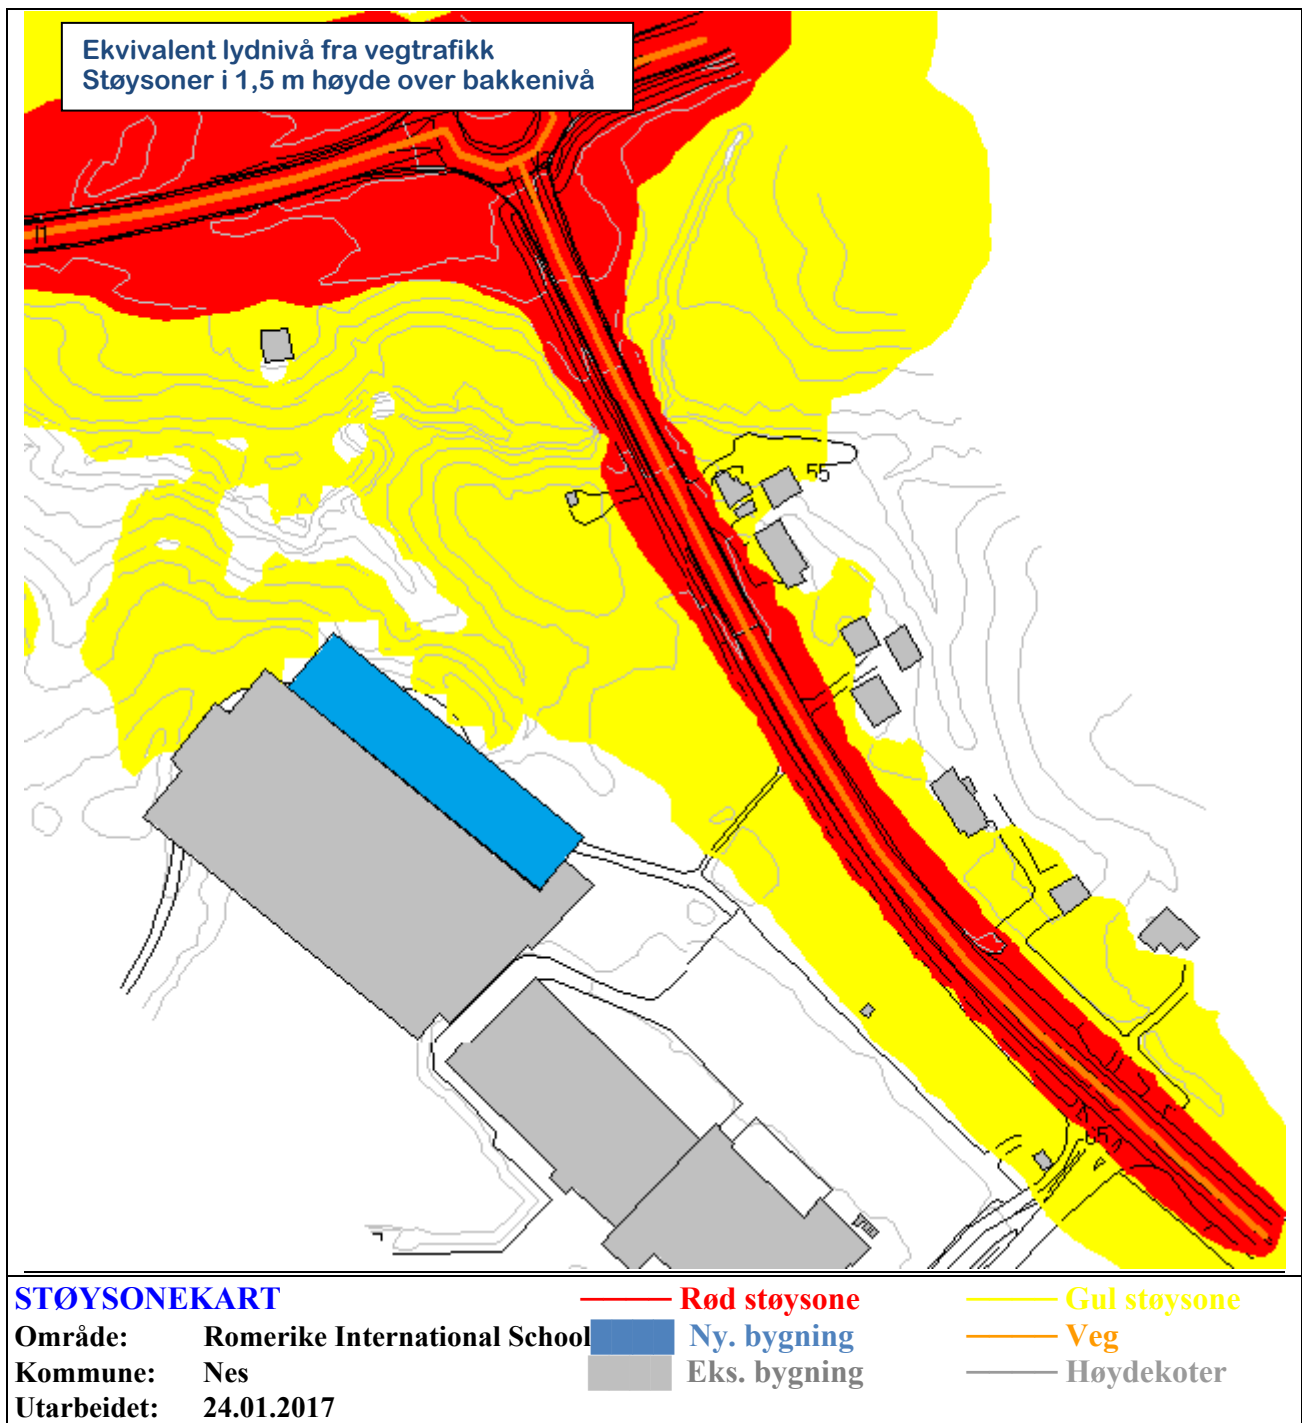 Ekvivalent lydnivå fra vegtrafikk
Støysoner i 1,5 m høyde over bakkenivå
55
65
STØYSONEKART
Rød støysone
Gul støysone
Område: Romerike International School
Ny. bygning
Veg
Kommune: Nes
Eks. bygning
Høydekoter
Utarbeidet: 24.01.2017